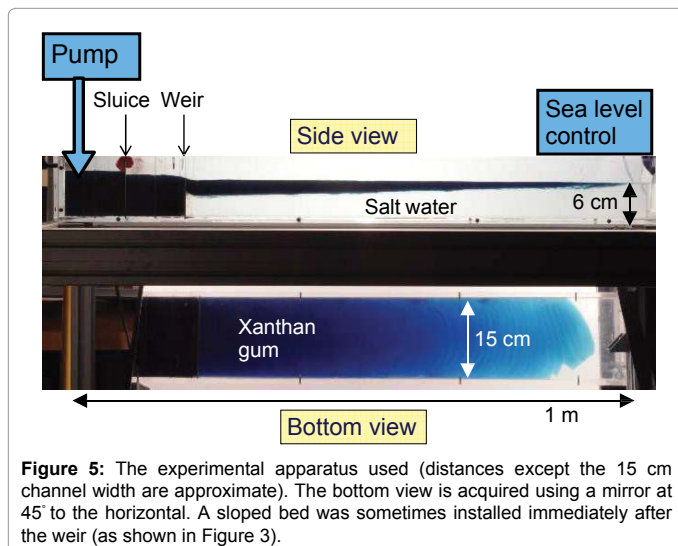 Pump
Sluice Weir
Side view
Sea level
control
Salt water
6 cm
Xanthan
gum
15 cm
1 m
Bottom view
Figure 5: The experimental apparatus used (distances except the 15 cm
channel width are approximate). The bottom view is acquired using a mirror at
45° to the horizontal. A sloped bed was sometimes installed immediately after
the weir (as shown in Figure 3).